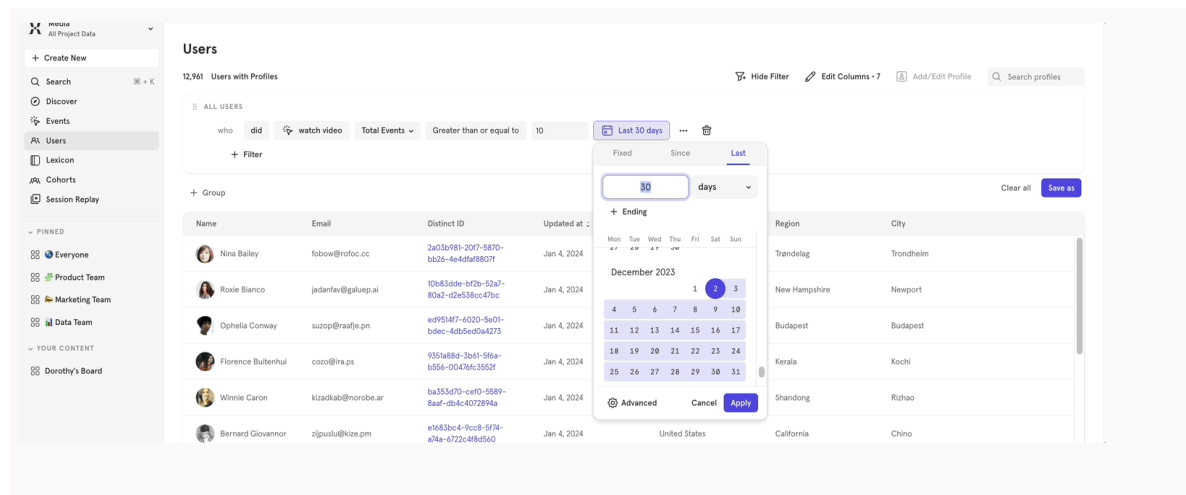 Media
All Project Data
+ Create New
Search ⌘ + K
Discover
Events
Users
Lexicon
Cohorts
Session Replay
PINNED
Everyone
Product Team
Marketing Team
Data Team
YOUR CONTENT
Dorothy's Board
Users
12,961 Users with Profiles
Hide Filter
Edit Columns · 7
Add/Edit Profile
Search profiles
ALL USERS
who did watch video Total Events Greater than or equal to 10 Last 30 days ...
+ Filter
+ Group
Clear all
Save as
Fixed Since Last
30 days
+ Ending
Mon Tue Wed Thu Fri Sat Sun
27 28 29 30
December 2023
1 2 3
4 5 6 7 8 9 10
11 12 13 14 15 16 17
18 19 20 21 22 23 24
25 26 27 28 29 30 31
Advanced Cancel Apply
Name Email Distinct ID Updated at Region City
Nina Bailey fobow@rofoc.cc 2a03b981-20f7-5870- Jan 4, 2024 Trøndelag Trondheim
bb26-4e4dfaf8807f
Roxie Bianco jadanfav@galuep.ai 10b83dde-bf2b-52a7- Jan 4, 2024 New Hampshire Newport
80a2-d2e538cc47bc
Ophelia Conway suzop@raafje.pn ed9514f7-6020-5e01- Jan 4, 2024 Budapest Budapest
bdec-4db5ed0a4273
Florence Buitenhui cozo@ira.ps 9351a88d-3b61-5f6a- Jan 4, 2024 Kerala Kochi
b556-00476fc3552f
Winnie Caron kizadkab@norobe.ar ba353d70-cef0-5589- Jan 4, 2024 Shandong Rizhao
8aaf-db4c4072894a
Bernard Giovannor zijpuslu@kize.pm e1683bc4-9cc8-5f74- Jan 4, 2024 United States California Chino
a74a-6722c4f8d560